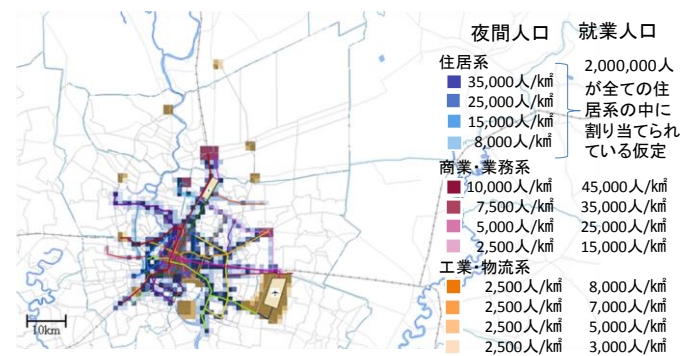 夜間人口 就業人口
住居系
35,000人/㎢
25,000人/㎢
15,000人/㎢
8,000人/㎢
2,000,000人
が全ての住
居系の中に
割り当てられ
ている仮定
商業・業務系
10,000人/㎢ 45,000人/㎢
7,500人/㎢ 35,000人/㎢
5,000人/㎢ 25,000人/㎢
2,500人/㎢ 15,000人/㎢
工業・物流系
2,500人/㎢ 8,000人/㎢
2,500人/㎢ 7,000人/㎢
2,500人/㎢ 5,000人/㎢
2,500人/㎢ 3,000人/㎢
10km